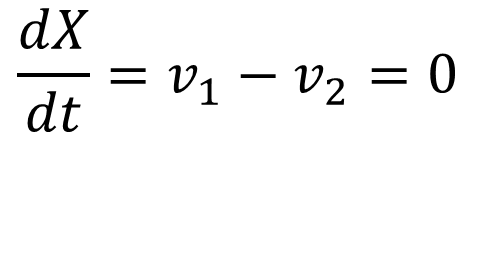 dX/dt = v₁ − v₂ = 0